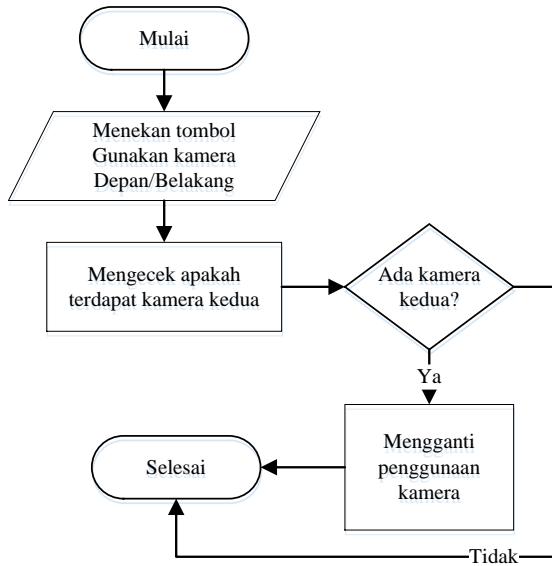 Mulai
Menekan tombol
Gunakan kamera
Depan/Belakang
Mengecek apakah
terdapat kamera kedua
Ada kamera
kedua?
Ya
Mengganti
penggunaan
kamera
Selesai
Tidak